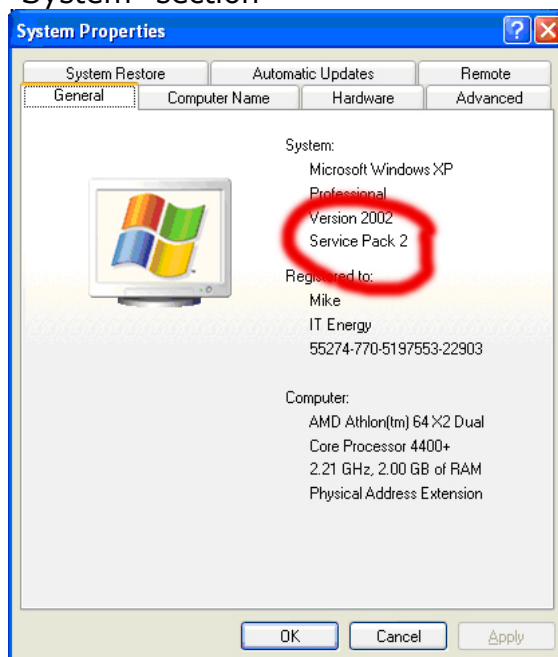 "System" section
System Properties
System Restore Automatic Updates Remote
General Computer Name Hardware Advanced
System:
Microsoft Windows XP
Professional
Version 2002
Service Pack 2
Registered to:
Mike
IT Energy
55274-770-5197553-22903
Computer:
AMD Athlon(tm) 64 X2 Dual
Core Processor 4400+
2.21 GHz, 2.00 GB of RAM
Physical Address Extension
OK Cancel Apply